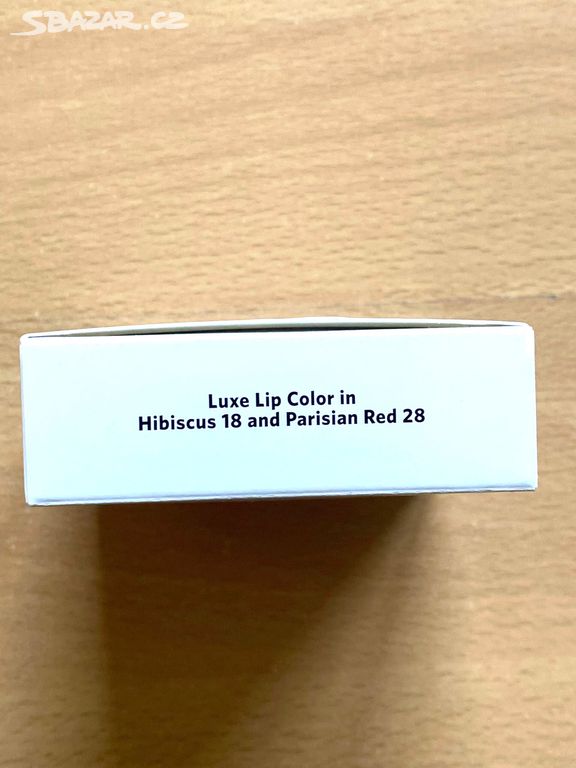 SBAZAR.CZ
Luxe Lip Color in
Hibiscus 18 and Parisian Red 28